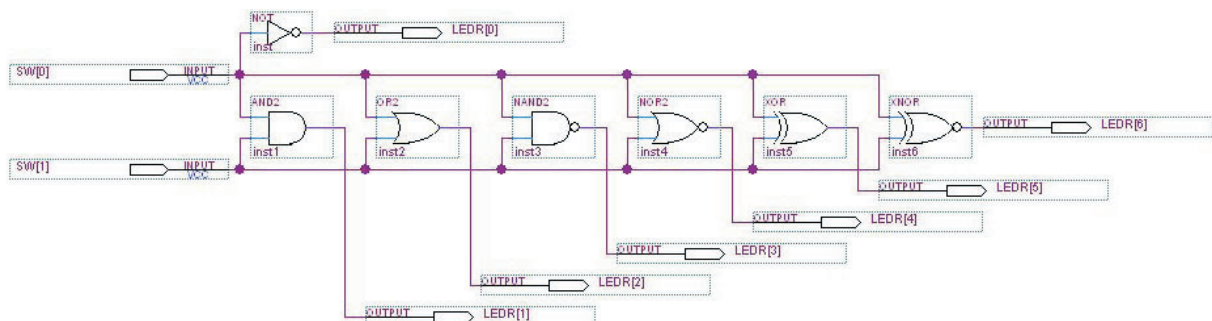 NOT
inst
OUTPUT LEDR[0]
SW[0] INPUT
VCC
AND2
inst1
OR2
inst2
NAND2
inst3
NOR2
inst4
XOR
inst5
XNOR
inst6
OUTPUT LEDR[6]
SW[1] INPUT
VCC
OUTPUT LEDR[5]
OUTPUT LEDR[4]
OUTPUT LEDR[3]
OUTPUT LEDR[2]
OUTPUT LEDR[1]